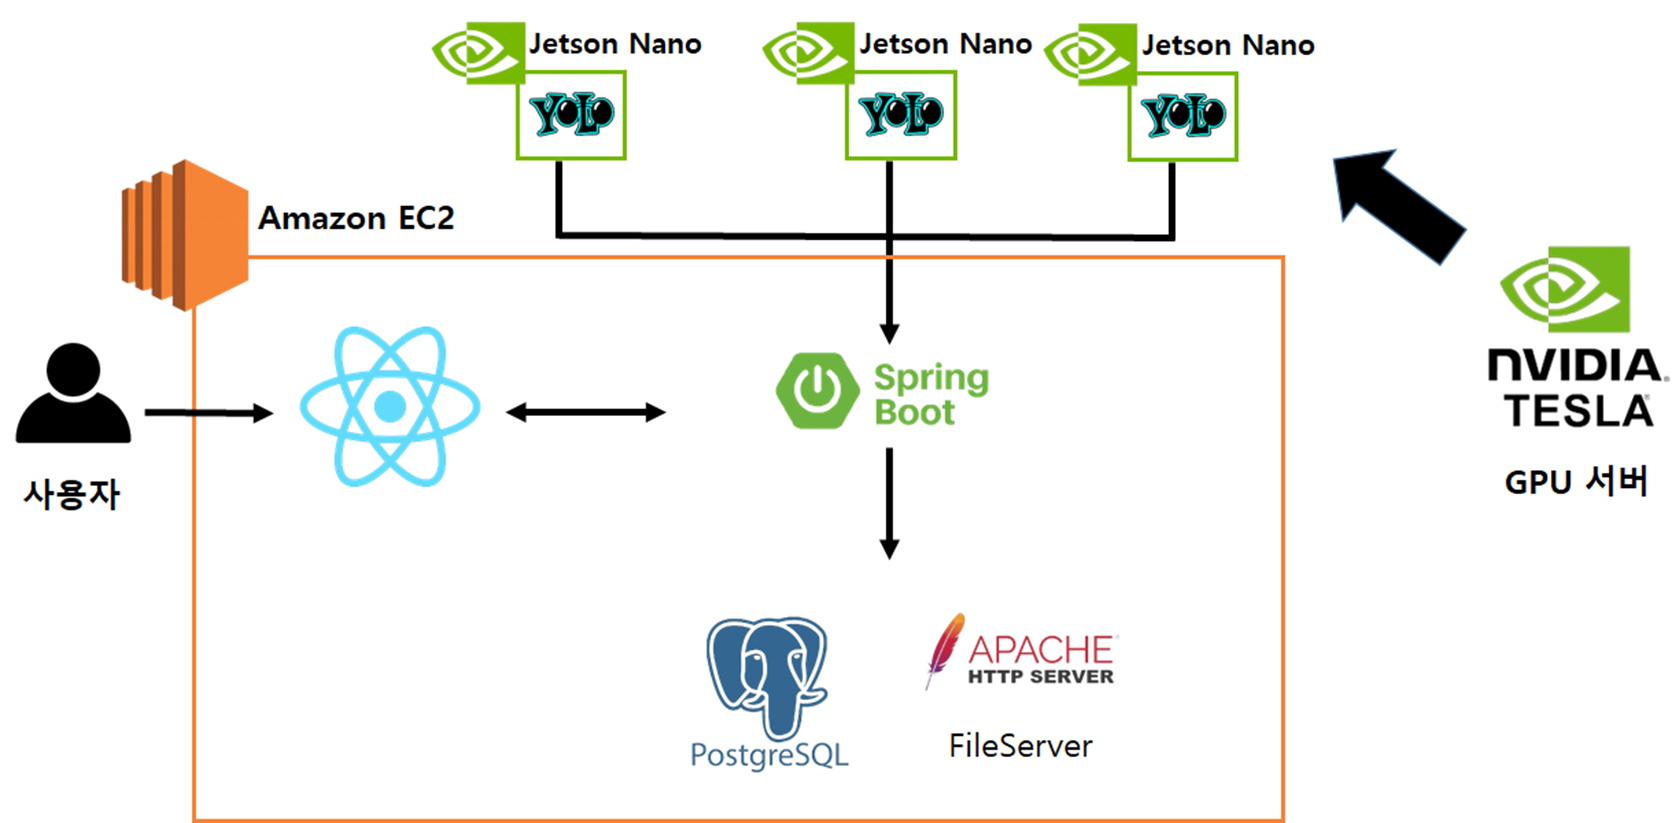 Jetson Nano
YOLO
Jetson Nano
YOLO
Jetson Nano
YOLO
Amazon EC2
사용자
Spring
Boot
NVIDIA.
TESLA
GPU 서버
PostgreSQL
APACHE
HTTP SERVER
FileServer